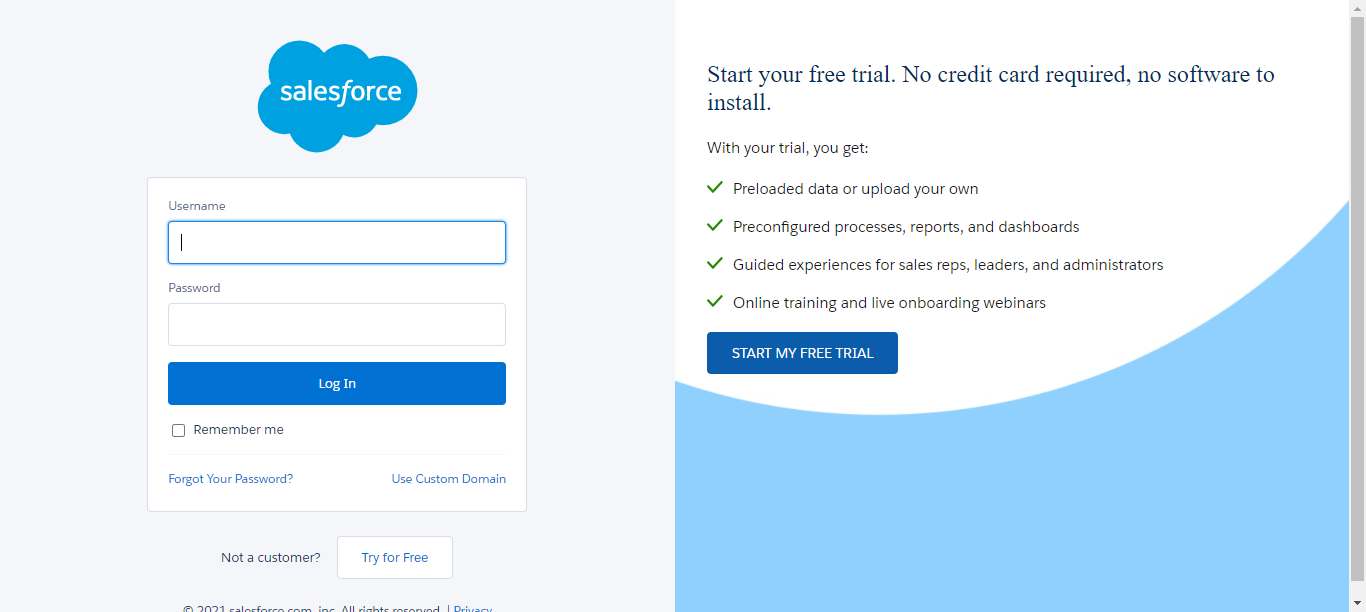 salesforce
Username
Password
Log In
Remember me
Forgot Your Password?
Use Custom Domain
Not a customer?
Try for Free
© 2021 salesforce.com, inc. All rights reserved. | Privacy
Start your free trial. No credit card required, no software to
install.
With your trial, you get:
Preloaded data or upload your own
Preconfigured processes, reports, and dashboards
Guided experiences for sales reps, leaders, and administrators
Online training and live onboarding webinars
START MY FREE TRIAL